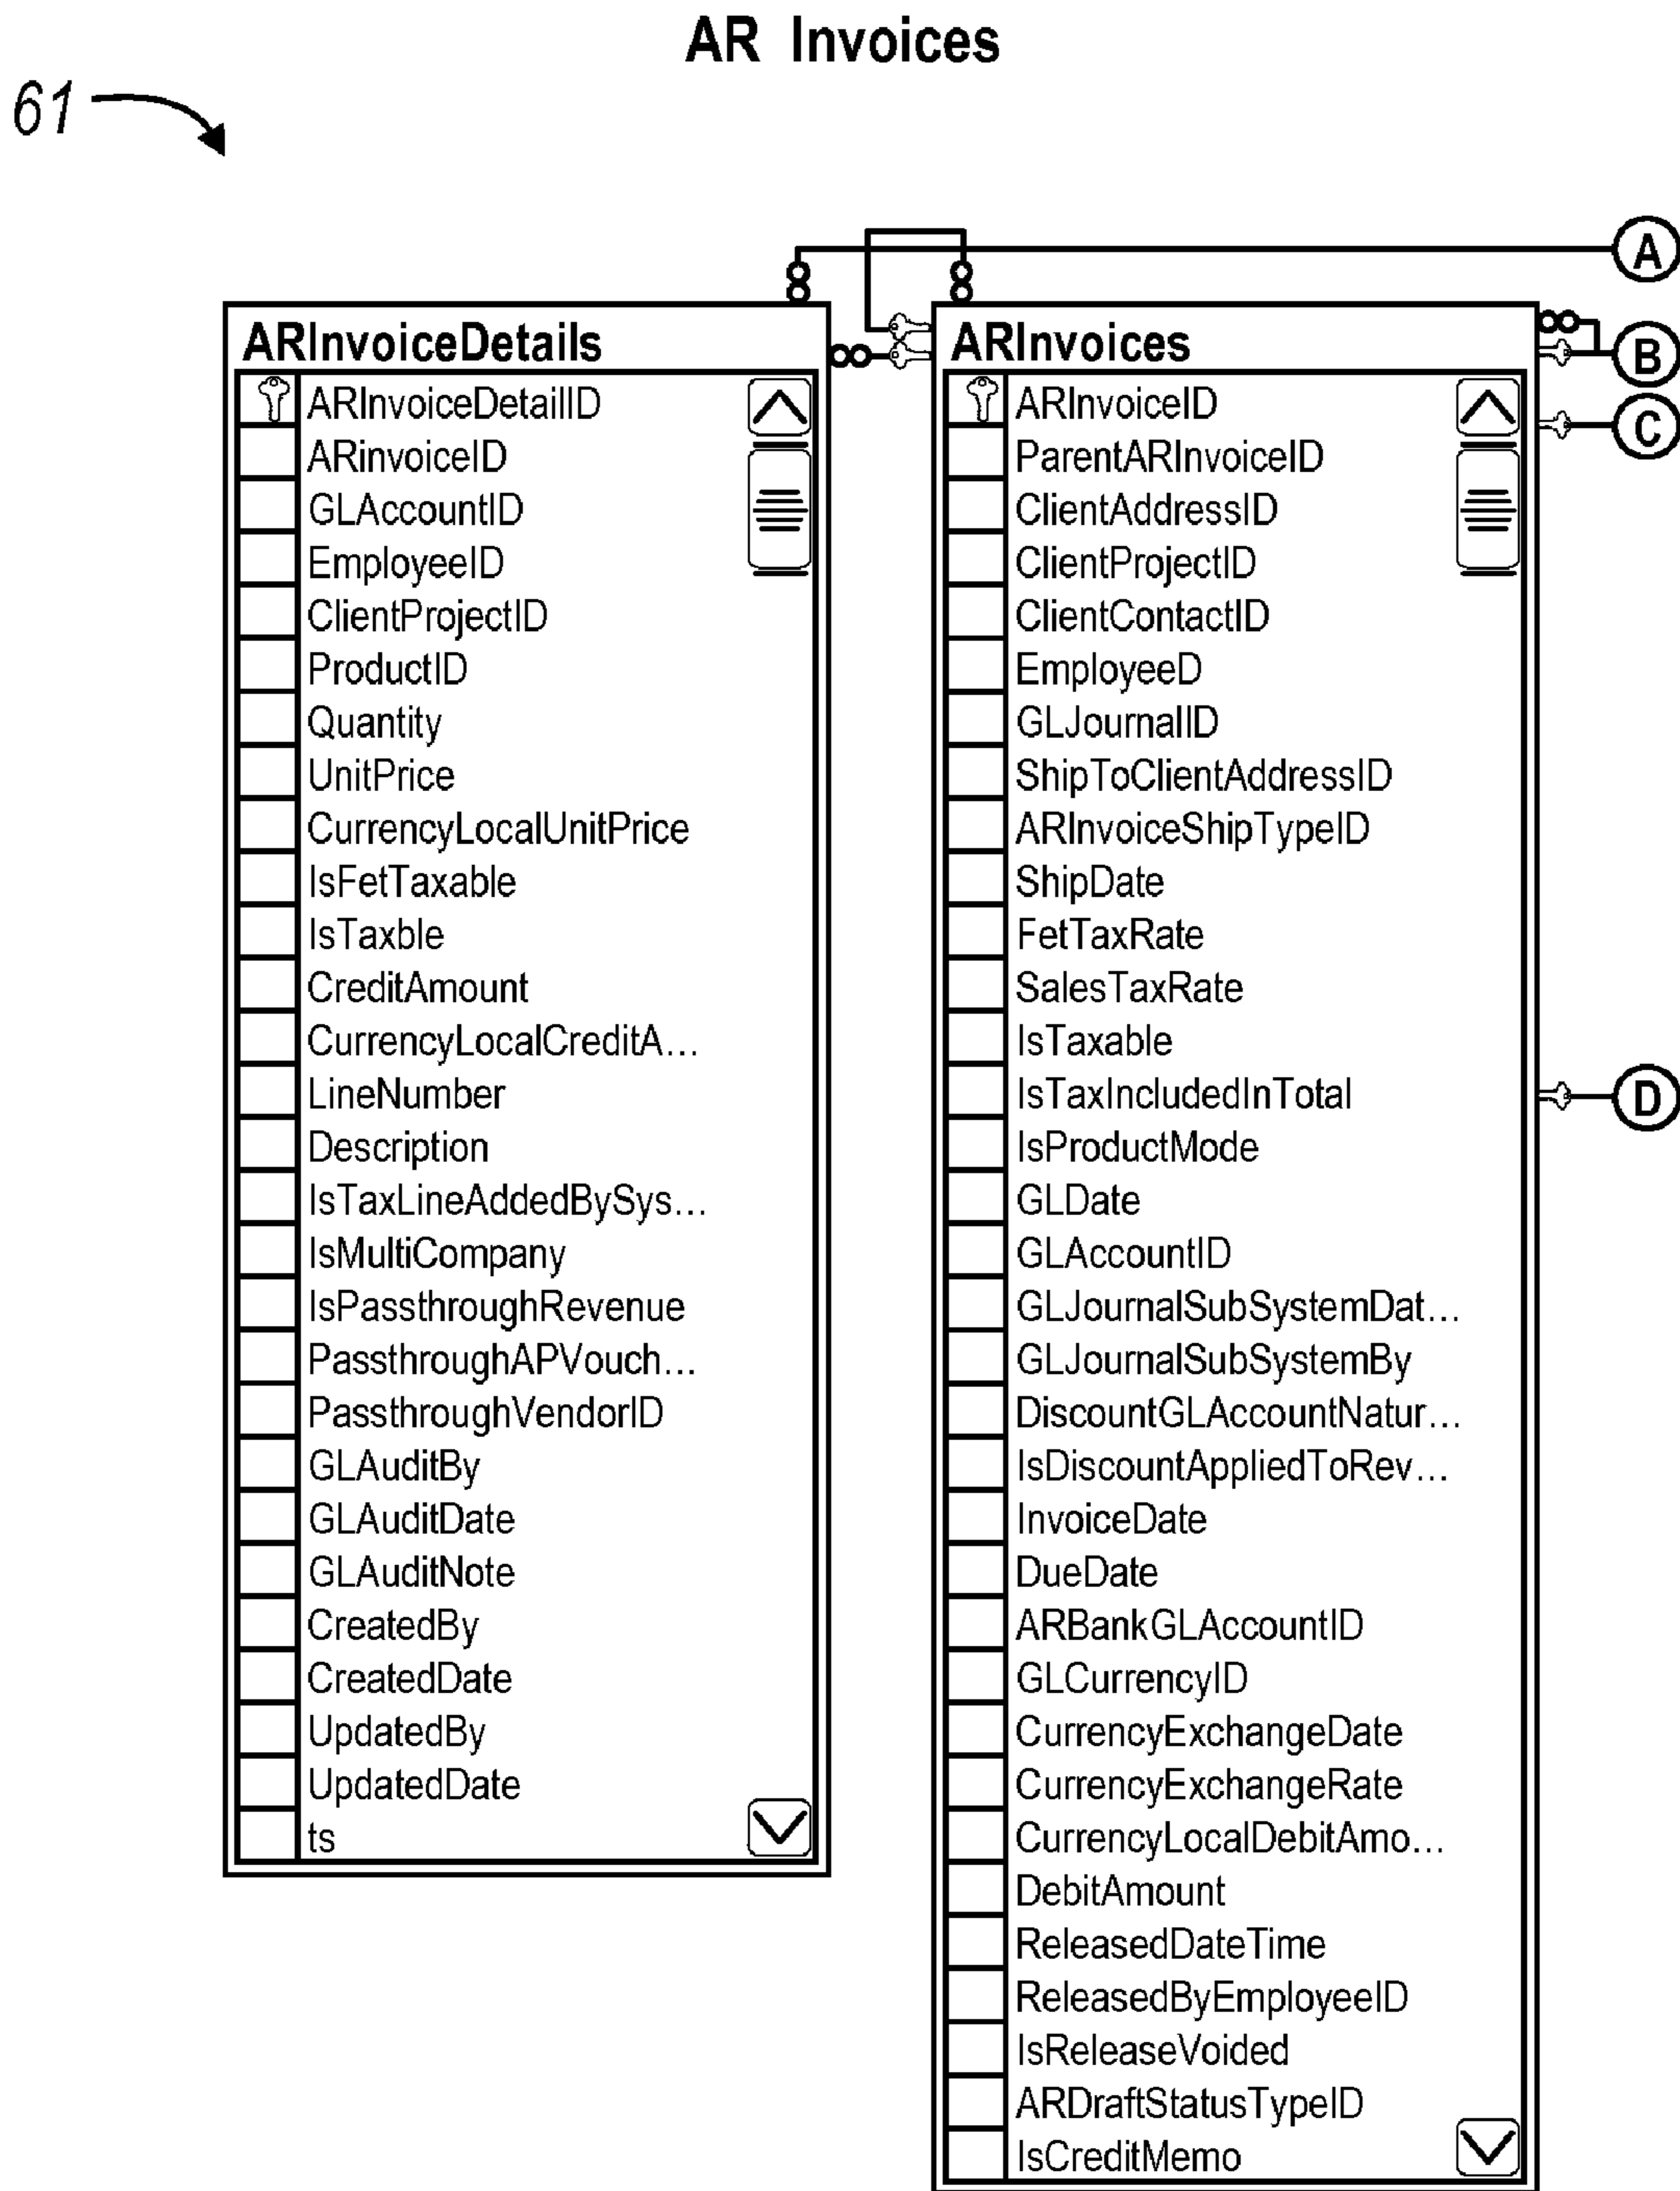 AR Invoices
61
A
ARInvoiceDetails
ARInvoiceDetailID
ARinvoiceID
GLAccountID
EmployeeID
ClientProjectID
ProductID
Quantity
UnitPrice
CurrencyLocalUnitPrice
IsFetTaxable
IsTaxble
CreditAmount
CurrencyLocalCreditA...
LineNumber
Description
IsTaxLineAddedBySys...
IsMultiCompany
IsPassthroughRevenue
PassthroughAPVouch...
PassthroughVendorID
GLAuditBy
GLAuditDate
GLAuditNote
CreatedBy
CreatedDate
UpdatedBy
UpdatedDate
ts
ARInvoices
ARInvoiceID
ParentARInvoiceID
ClientAddressID
ClientProjectID
ClientContactID
EmployeeD
GLJournalID
ShipToClientAddressID
ARInvoiceShipTypeID
ShipDate
FetTaxRate
SalesTaxRate
IsTaxable
IsTaxIncludedInTotal
IsProductMode
GLDate
GLAccountID
GLJournalSubSystemDat...
GLJournalSubSystemBy
DiscountGLAccountNatur...
IsDiscountAppliedToRev...
InvoiceDate
DueDate
ARBankGLAccountID
GLCurrencyID
CurrencyExchangeDate
CurrencyExchangeRate
CurrencyLocalDebitAmo...
DebitAmount
ReleasedDateTime
ReleasedByEmployeeID
IsReleaseVoided
ARDraftStatusTypeID
IsCreditMemo
B
C
D